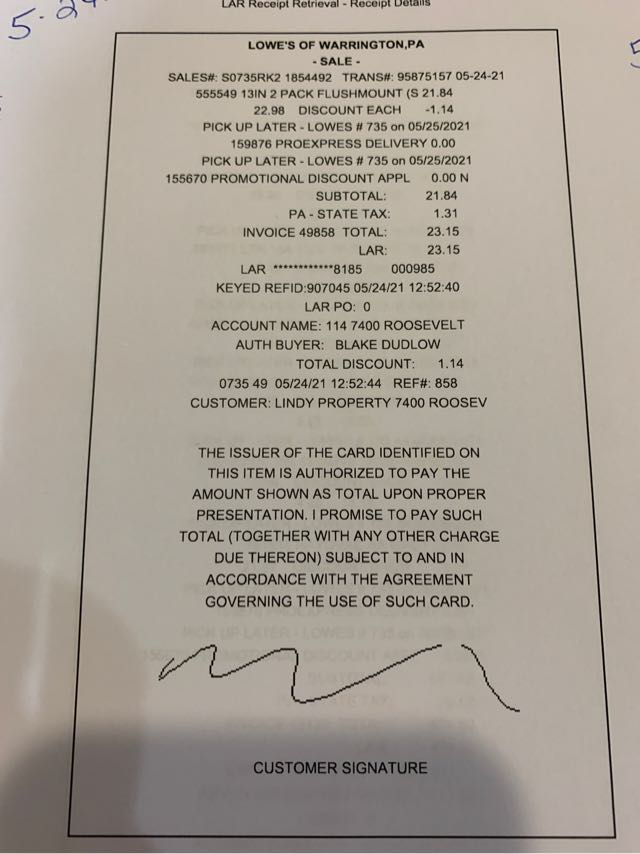 5-24
LAR Receipt Retrieval - Receipt Details
LOWE'S OF WARRINGTON,PA
- SALE -
SALES#: S0735RK2 1854492 TRANS#: 95875157 05-24-21
555549 13IN 2 PACK FLUSHMOUNT (S 21.84
22.98 DISCOUNT EACH -1.14
PICK UP LATER - LOWES # 735 on 05/25/2021
159876 PROEXPRESS DELIVERY 0.00
PICK UP LATER - LOWES # 735 on 05/25/2021
155670 PROMOTIONAL DISCOUNT APPL 0.00 N
SUBTOTAL: 21.84
PA - STATE TAX: 1.31
INVOICE 49858 TOTAL: 23.15
LAR: 23.15
LAR ************8185 000985
KEYED REFID:907045 05/24/21 12:52:40
LAR PO: 0
ACCOUNT NAME: 114 7400 ROOSEVELT
AUTH BUYER: BLAKE DUDLOW
TOTAL DISCOUNT: 1.14
0735 49 05/24/21 12:52:44 REF#: 858
CUSTOMER: LINDY PROPERTY 7400 ROOSEV
THE ISSUER OF THE CARD IDENTIFIED ON
THIS ITEM IS AUTHORIZED TO PAY THE
AMOUNT SHOWN AS TOTAL UPON PROPER
PRESENTATION. I PROMISE TO PAY SUCH
TOTAL (TOGETHER WITH ANY OTHER CHARGE
DUE THEREON) SUBJECT TO AND IN
ACCORDANCE WITH THE AGREEMENT
GOVERNING THE USE OF SUCH CARD.
CUSTOMER SIGNATURE